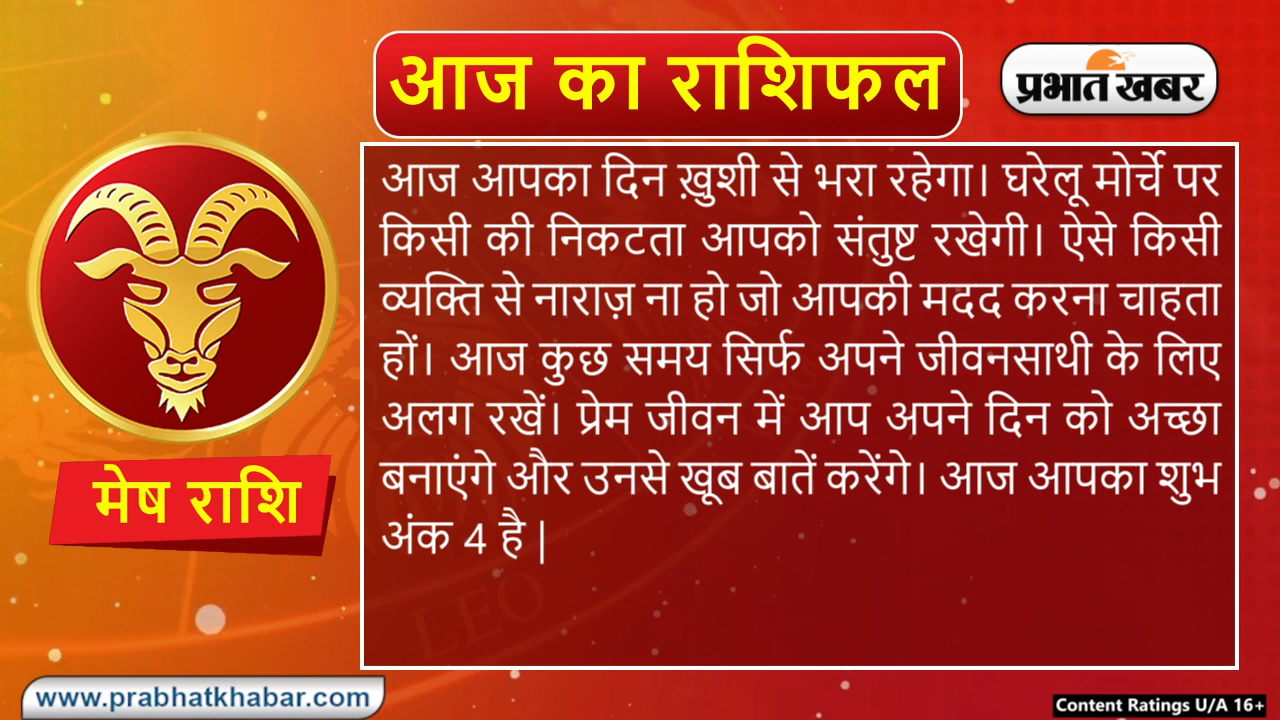 आज का राशिफल
प्रभात खबर
आज आपका दिन ख़ुशी से भरा रहेगा। घरेलू मोर्चे पर
किसी की निकटता आपको संतुष्ट रखेगी। ऐसे किसी
व्यक्ति से नाराज़ ना हो जो आपकी मदद करना चाहता
हों। आज कुछ समय सिर्फ अपने जीवनसाथी के लिए
अलग रखें। प्रेम जीवन में आप अपने दिन को अच्छा
बनाएंगे और उनसे खूब बातें करेंगे। आज आपका शुभ
अंक 4 है |
मेष राशि
LEO
www.prabhatkhabar.com
Content Ratings U/A 16+